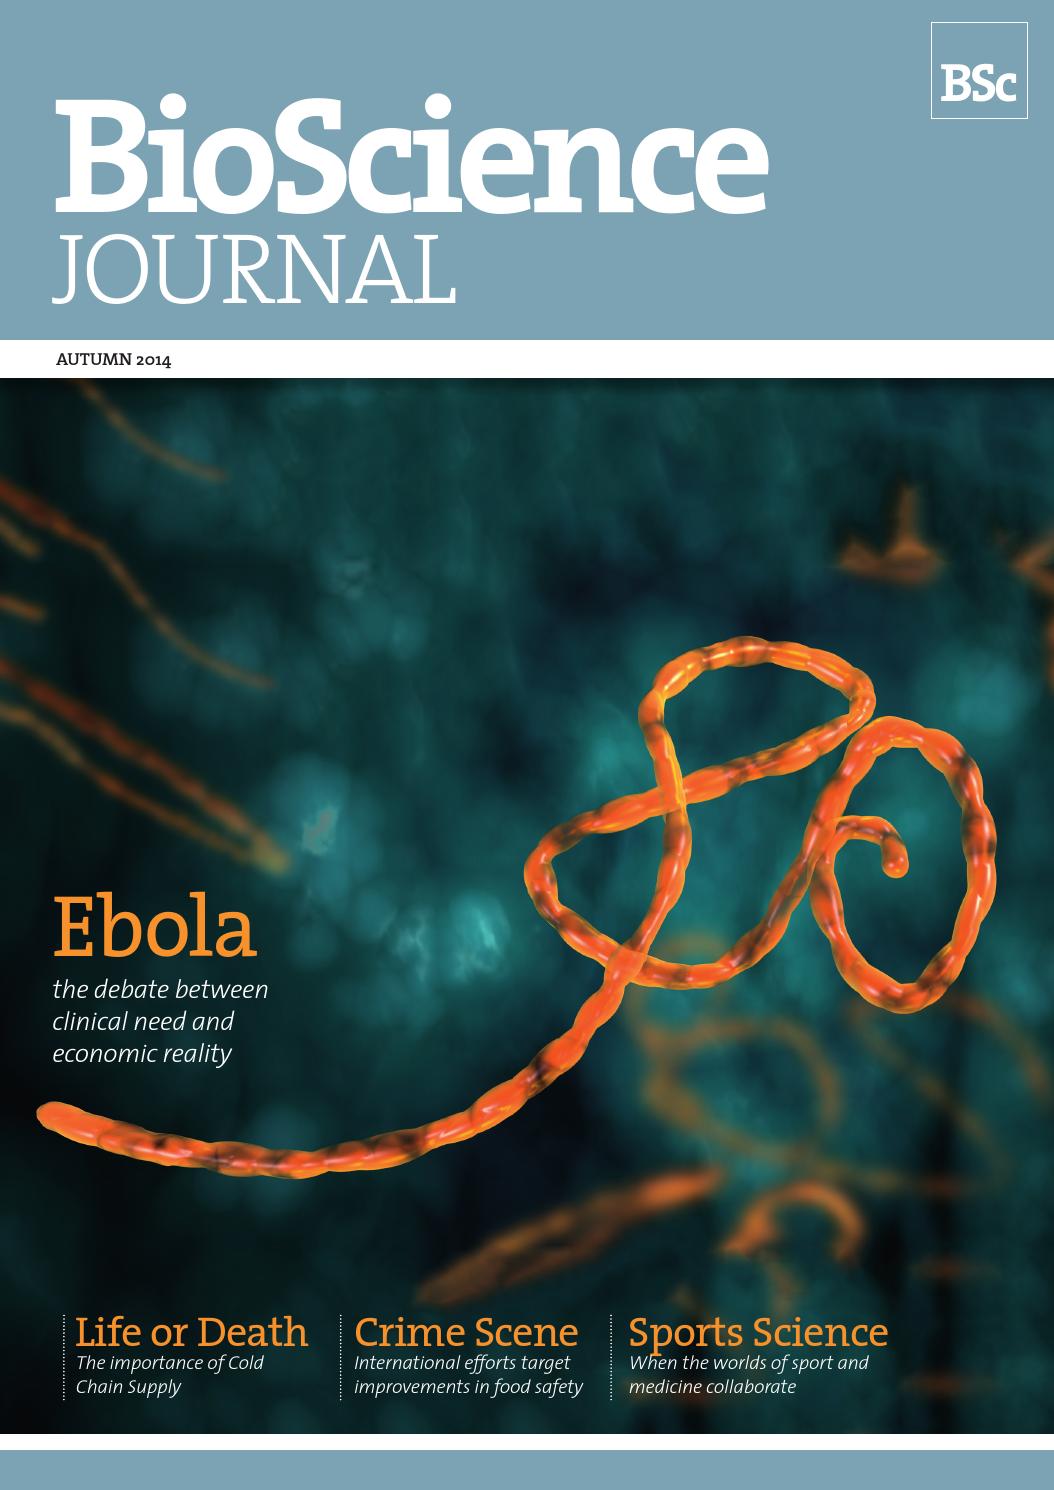 BSc
BioScience
JOURNAL
AUTUMN 2014
Ebola
the debate between
clinical need and
economic reality
Life or Death
The importance of Cold
Chain Supply
Crime Scene
International efforts target
improvements in food safety
Sports Science
When the worlds of sport and
medicine collaborate